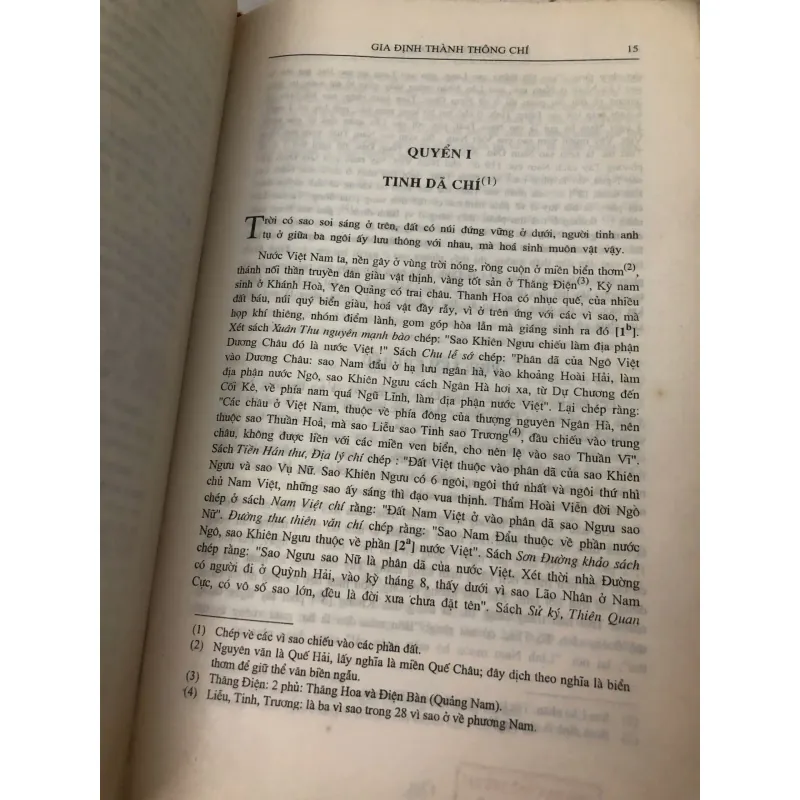 GIA ĐỊNH THÀNH THÔNG CHÍ 15
QUYỂN I
TINH DÃ CHÍ(1)
Trời có sao soi sáng ở trên, đất có núi đứng vững ở dưới, người tinh anh
tụ ở giữa ba ngôi ấy lưu thông với nhau, mà hoá sinh muôn vật vậy.
Nước Việt Nam ta, nền gây ở vùng trời nóng, ròng cuộn ở miền biển thơm(2),
thánh nối thần truyền dân giàu vật thịnh, vàng tốt sản ở Thăng Điện(3), Kỳ nam
sinh ở Khánh Hoà, Yên Quảng có trai châu. Thanh Hoa có nhục quế, của nhiều
đất báu, núi quý biển giàu, hoá vật đầy rẫy, vì ở trên ứng với các vì sao, mà
họp khí thiêng, nhóm điềm lành, gom góp hòa lẫn mà giáng sinh ra đó [1b].
Xét sách Xuân Thu nguyên mạnh bào chép: "Sao Khiên Ngưu chiếu làm địa phận
Dương Châu đó là nước Việt !" Sách Chu lễ sớ chép: "Phân dã của Ngô Việt
vào Dương Châu: sao Nam đẩu ở hạ lưu ngân hà, vào khoảng Hoài Hải, làm
địa phận nước Ngô, sao Khiên Ngưu cách Ngân Hà hơi xa, từ Dự Chương đến
Cối Kê, về phía nam quá Ngũ Lĩnh, làm địa phận nước Việt". Lại chép rằng:
"Các châu ở Việt Nam, thuộc về phía đông của thượng nguyên Ngân Hà, nên
thuộc sao Thuần Hoả, mà sao Liễu sao Tinh sao Trương(4), đầu chiếu vào trung
châu, không được liền với các miền ven biển, cho nên lệ vào sao Thuần Vĩ".
Sách Tiền Hán thư, Địa lý chí chép : "Đất Việt thuộc vào phân dã của sao Khiên
Ngưu và sao Vụ Nữ. Sao Khiên Ngưu có 6 ngôi, ngôi thứ nhất và ngôi thứ nhì
chủ Nam Việt, những sao ấy sáng thì đạo vua thịnh. Thẩm Hoài Viễn đời Ngô
chép ở sách Nam Việt chí rằng: "Đất Nam Việt ở vào phân dã sao Ngưu sao
Nữ". Đường thư thiên văn chí chép rằng: "Sao Nam Đẩu thuộc về phần nước
Ngô, sao Khiên Ngưu thuộc về phần [2a] nước Việt". Sách Sơn Đường khảo sách
chép rằng: "Sao Ngưu sao Nữ là phân dã của nước Việt. Xét thời nhà Đường
có người đi ở Quỳnh Hải, vào kỳ tháng 8, thấy dưới vì sao Lão Nhân ở Nam
Cực, có vô số sao lớn, đều là đời xưa chưa đặt tên". Sách Sử ký, Thiên Quan
(1) Chép về các vì sao chiếu vào các phần đất.
(2) Nguyên văn là Quế Hải, lấy nghĩa là miền Quế Châu; đây dịch theo nghĩa là biển
thơm để giữ thể văn biền ngẫu.
(3) Thăng Điện: 2 phủ: Thăng Hoa và Điện Bàn (Quảng Nam).
(4) Liễu, Tinh, Trương: là ba vì sao trong 28 vì sao ở về phương Nam.